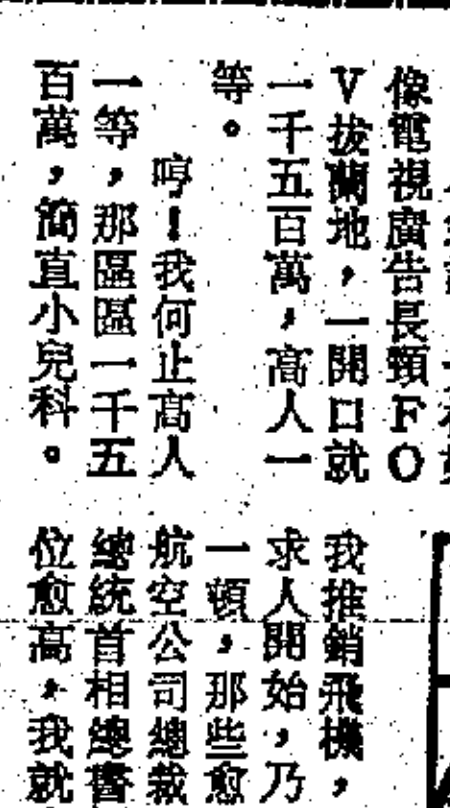 像電視廣告長頸ＦＯ
Ｖ拔蘭地，一開口就
一千五百萬，高人一
等。
哼！我何止高人
一等，那區區一千五
百萬，簡直小兒科。
我推銷飛機，
求人開始，乃
一頓，那些愈
航空公司總裁
總統首相總書
位愈高，我就